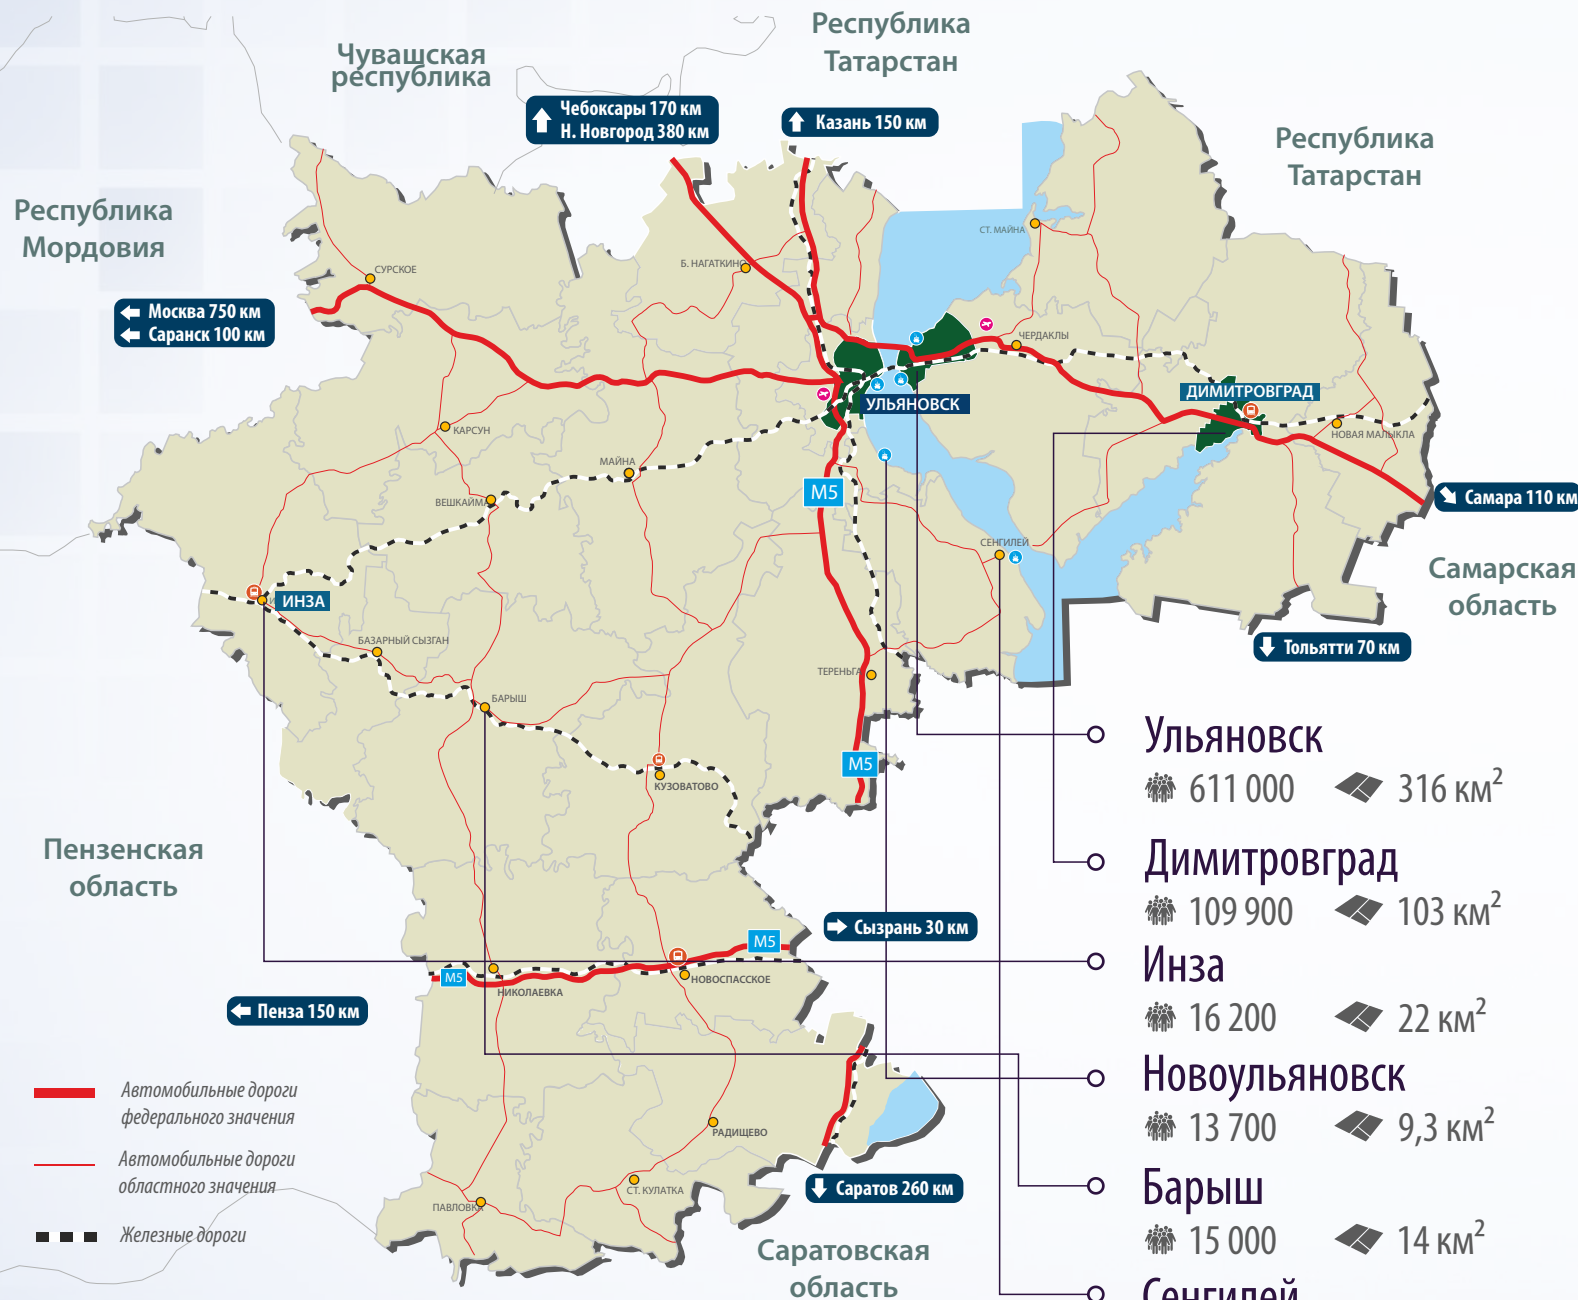 Республика
Татарстан
Чувашская
республика
Чебоксары 170 км
Н. Новгород 380 км
Казань 150 км
Республика
Татарстан
Республика
Мордовия
СТ. МАЙНА
Б. НАГАТКИНО
СУРСКОЕ
Москва 750 км
Саранск 100 км
ЧЕРДАКЛЫ
ДИМИТРОВГРАД
УЛЬЯНОВСК
НОВАЯ МАЛЫКЛА
КАРСУН
МАЙНА
М5
Самара 110 км
ВЕШКАЙМА
СЕНГИЛЕЙ
Самарская
область
ИНЗА
БАЗАРНЫЙ СЫЗГАН
Тольятти 70 км
ТЕРЕНЬГА
БАРЫШ
М5
КУЗОВАТОВО
Ульяновск
611 000 316 км²
Димитровград
109 900 103 км²
Пензенская
область
Сызрань 30 км
М5
М5
НОВОСПАССКОЕ
НИКОЛАЕВКА
Инза
16 200 22 км²
Пенза 150 км
Новоульяновск
13 700 9,3 км²
Автомобильные дороги
федерального значения
РАДИЩЕВО
Автомобильные дороги
областного значения
Барыш
15 000 14 км²
СТ. КУЛАТКА
Саратов 260 км
ПАВЛОВКА
Железные дороги
Саратовская
область
Сенгилей